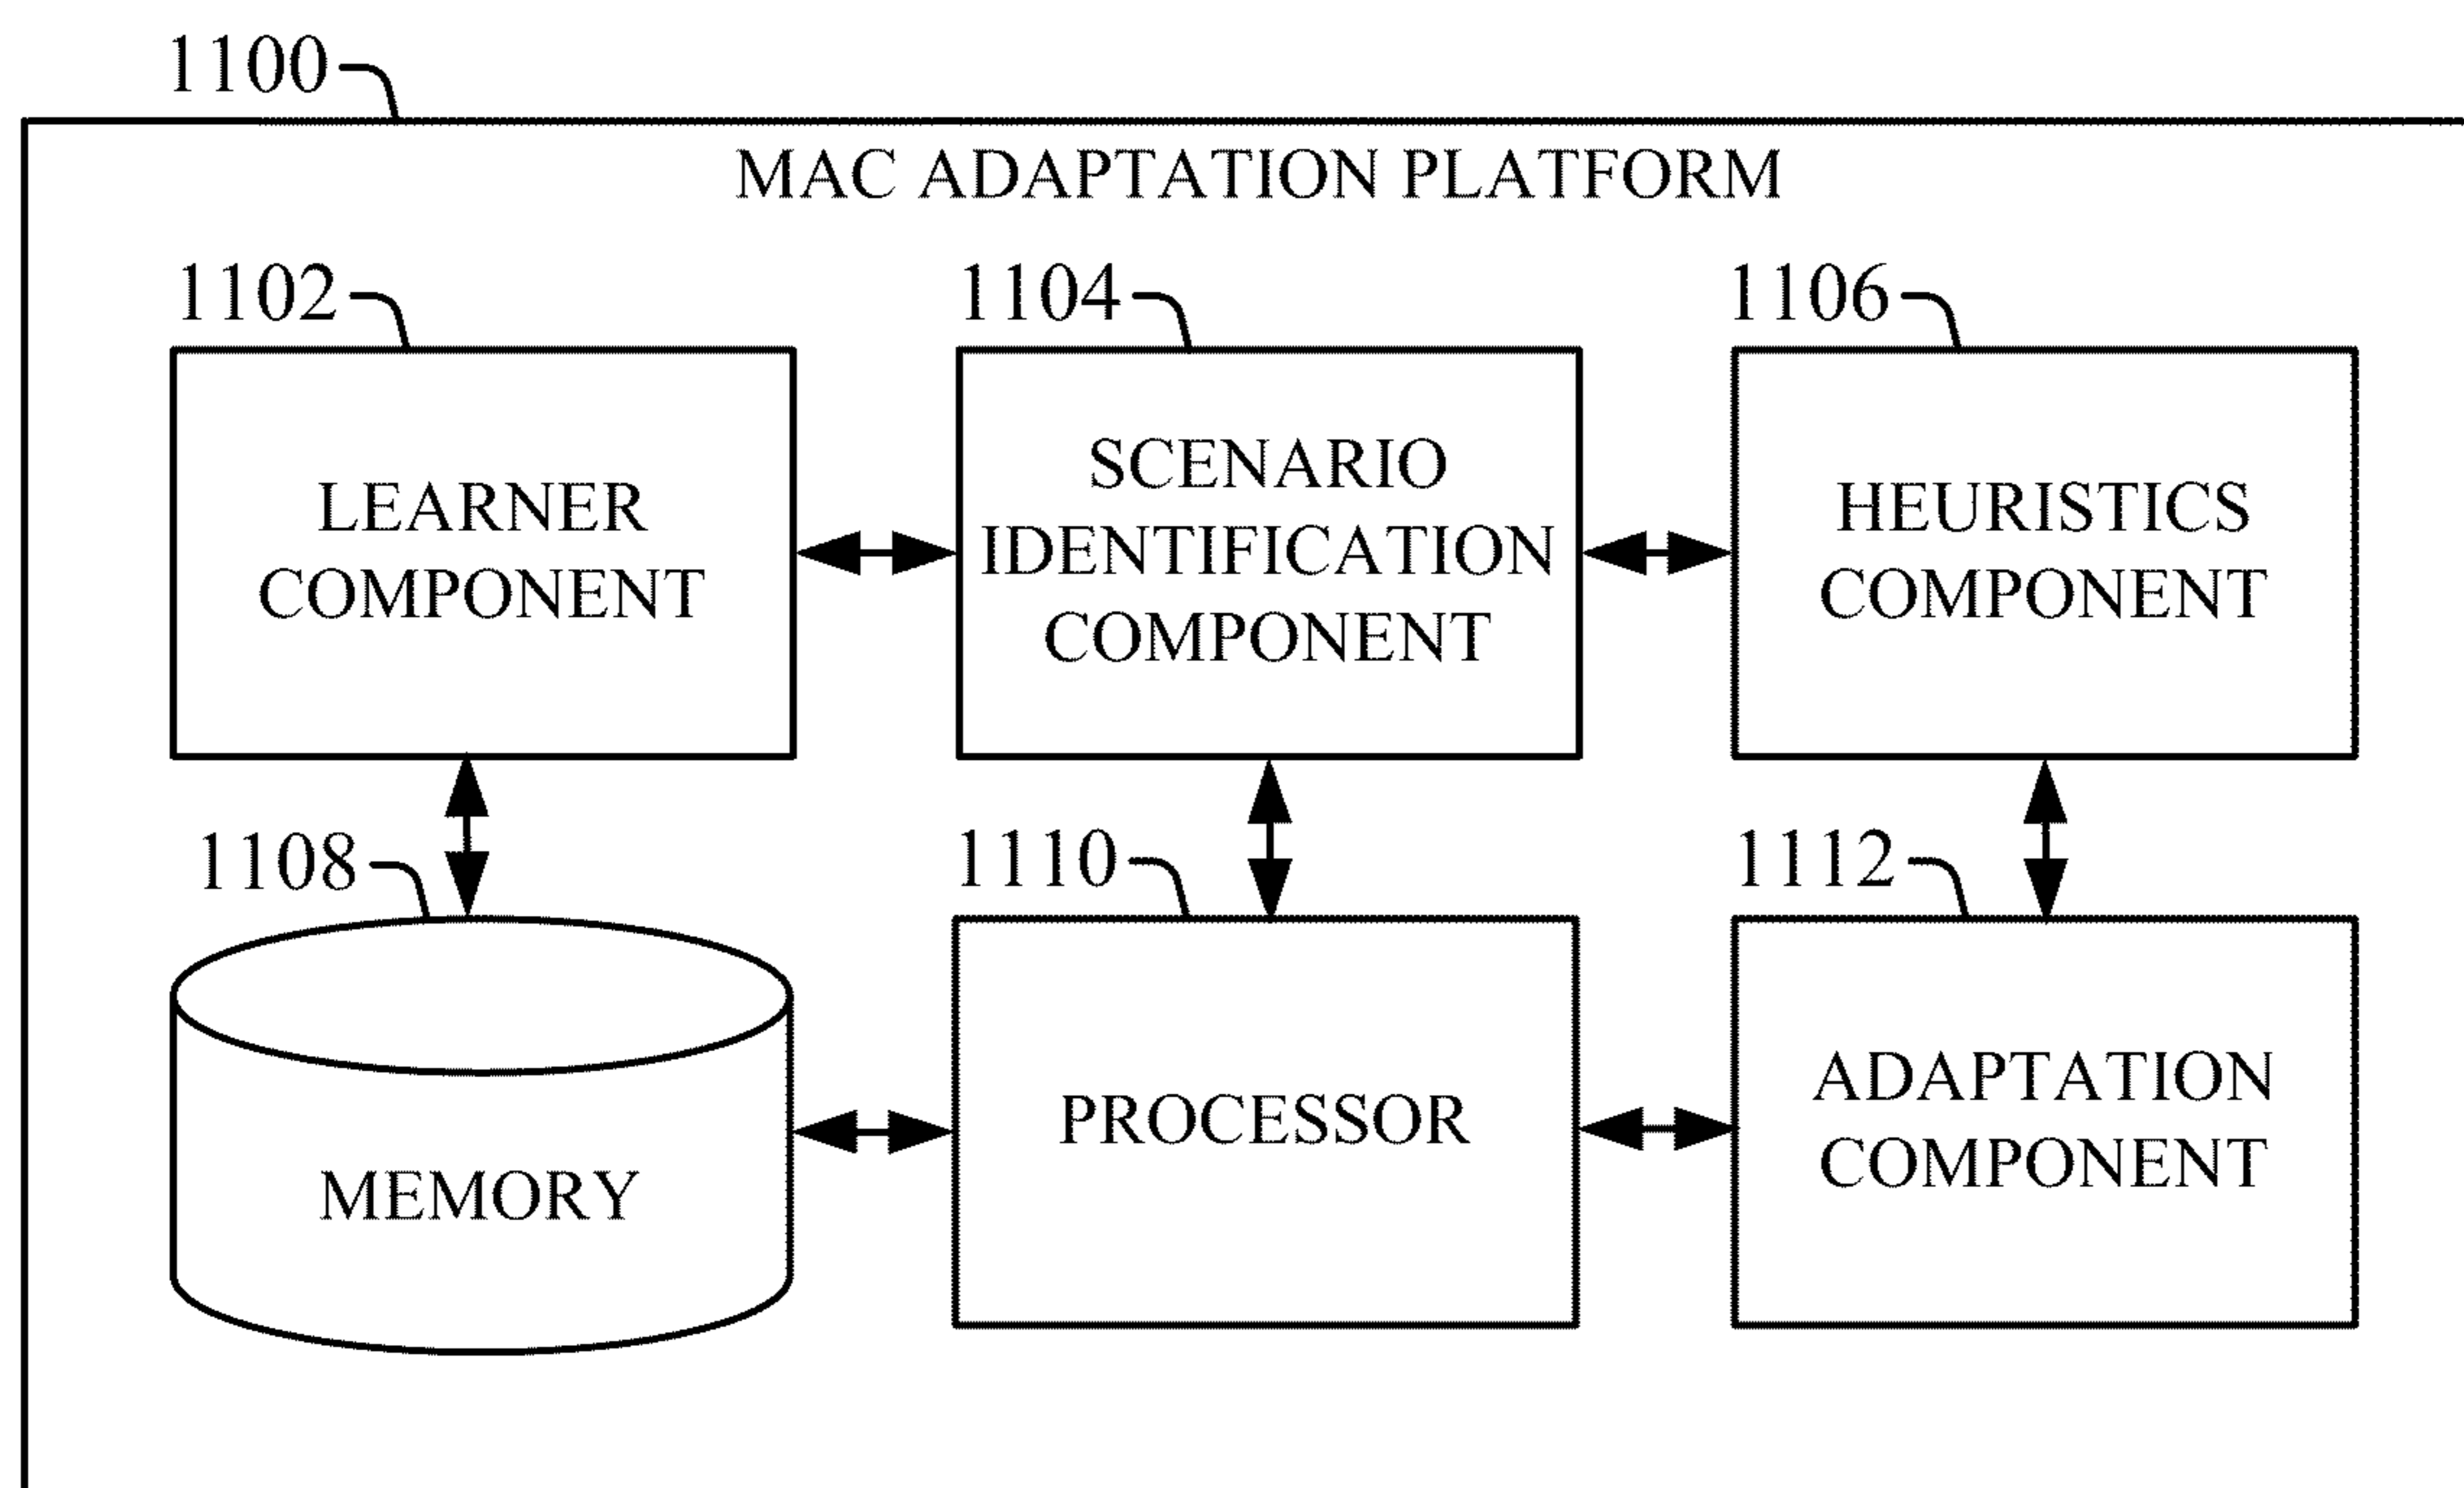 1100
MAC ADAPTATION PLATFORM
1102
1104
1106
LEARNER
COMPONENT
SCENARIO
IDENTIFICATION
COMPONENT
HEURISTICS
COMPONENT
1108
1110
1112
MEMORY
PROCESSOR
ADAPTATION
COMPONENT